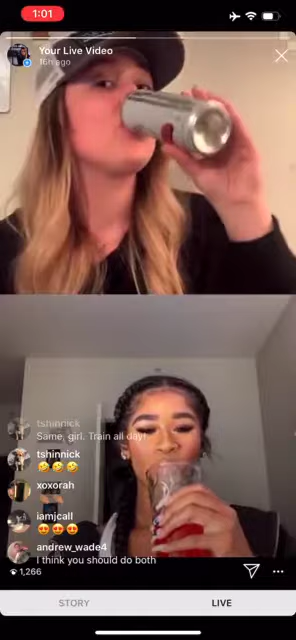 1:01
Your Live Video
16h ago
tshinnick
Same, girl. Train all day!
tshinnick
🤣🤣🤣
xoxorah
iamjcall
😍😍😍
andrew_wade4
I think you should do both
1,266
STORY
LIVE